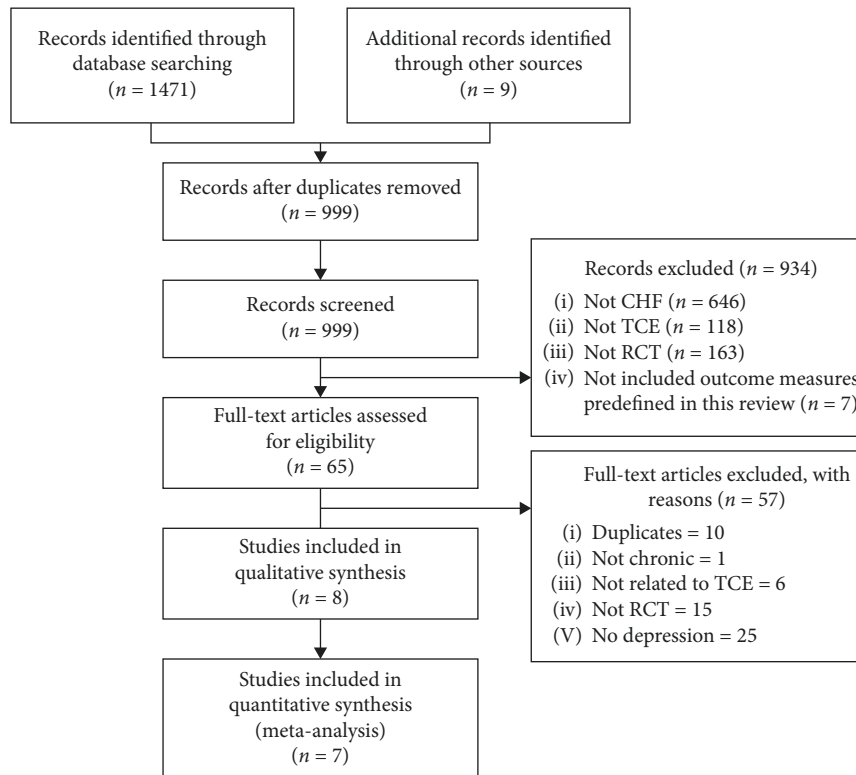 Records identified through
database searching
(n = 1471)
Additional records identified
through other sources
(n = 9)
Records after duplicates removed
(n = 999)
Records screened
(n = 999)
Records excluded (n = 934)
(i) Not CHF (n = 646)
(ii) Not TCE (n = 118)
(iii) Not RCT (n = 163)
(iv) Not included outcome measures
predefined in this review (n = 7)
Full-text articles assessed
for eligibility
(n = 65)
Full-text articles excluded, with
reasons (n = 57)
(i) Duplicates = 10
(ii) Not chronic = 1
(iii) Not related to TCE = 6
(iv) Not RCT = 15
(V) No depression = 25
Studies included in
qualitative synthesis
(n = 8)
Studies included in
quantitative synthesis
(meta-analysis)
(n = 7)